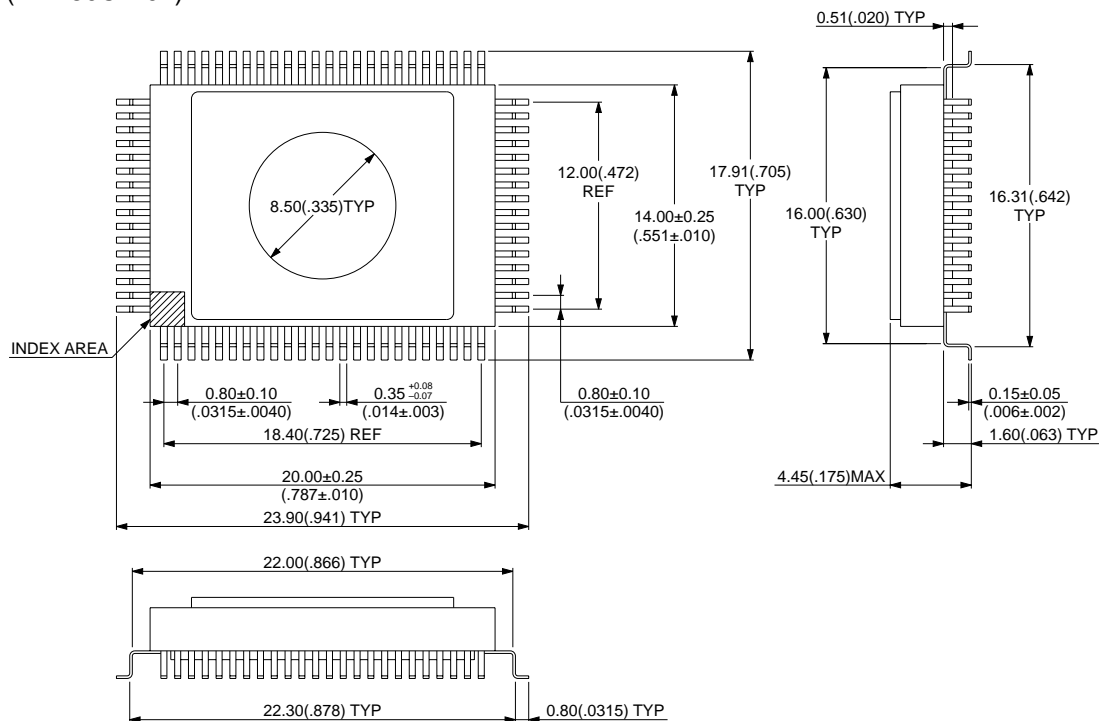 0.51(.020) TYP
17.91(.705)
TYP
12.00(.472)
REF
14.00±0.25
(.551±.010)
8.50(.335)TYP
16.00(.630)
TYP
16.31(.642)
TYP
INDEX AREA
0.80±0.10
(.0315±.0040)
0.35 +0.08 −0.07
(.014±.003)
0.80±0.10
(.0315±.0040)
0.15±0.05
(.006±.002)
18.40(.725) REF
1.60(.063) TYP
20.00±0.25
(.787±.010)
4.45(.175)MAX
23.90(.941) TYP
22.00(.866) TYP
22.30(.878) TYP
0.80(.0315) TYP